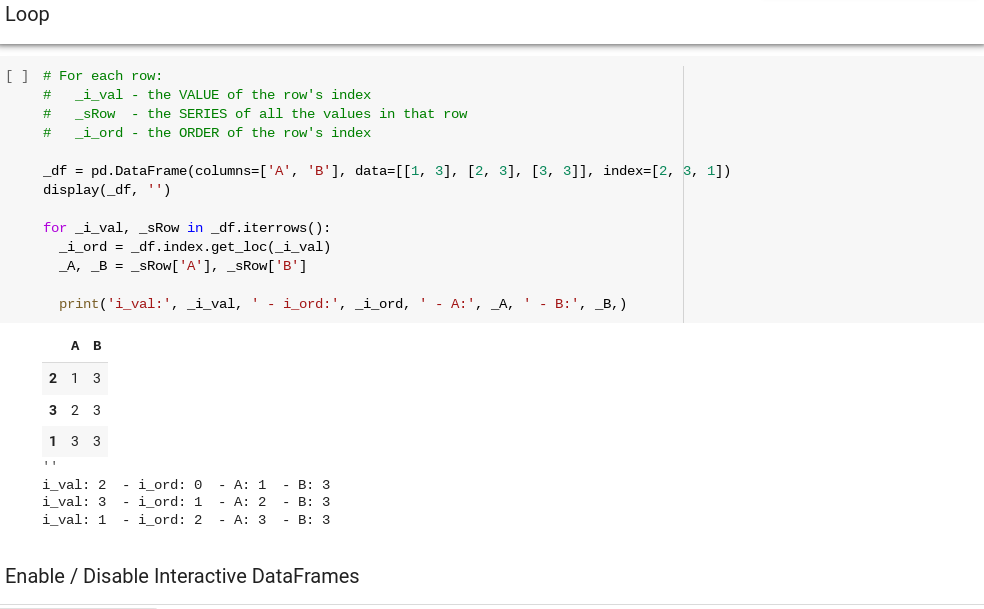 Loop
[ ] # For each row:
#   _i_val - the VALUE of the row's index
#   _sRow  - the SERIES of all the values in that row
#   _i_ord - the ORDER of the row's index
_df = pd.DataFrame(columns=['A', 'B'], data=[[1, 3], [2, 3], [3, 3]], index=[2, 3, 1])
display(_df, '')
for _i_val, _sRow in _df.iterrows():
  _i_ord = _df.index.get_loc(_i_val)
  _A, _B = _sRow['A'], _sRow['B']
  print('i_val:', _i_val, ' - i_ord:', _i_ord, ' - A:', _A, ' - B:', _B,)
A B
2 1 3
3 2 3
1 3 3
''
i_val: 2  - i_ord: 0  - A: 1  - B: 3
i_val: 3  - i_ord: 1  - A: 2  - B: 3
i_val: 1  - i_ord: 2  - A: 3  - B: 3
Enable / Disable Interactive DataFrames